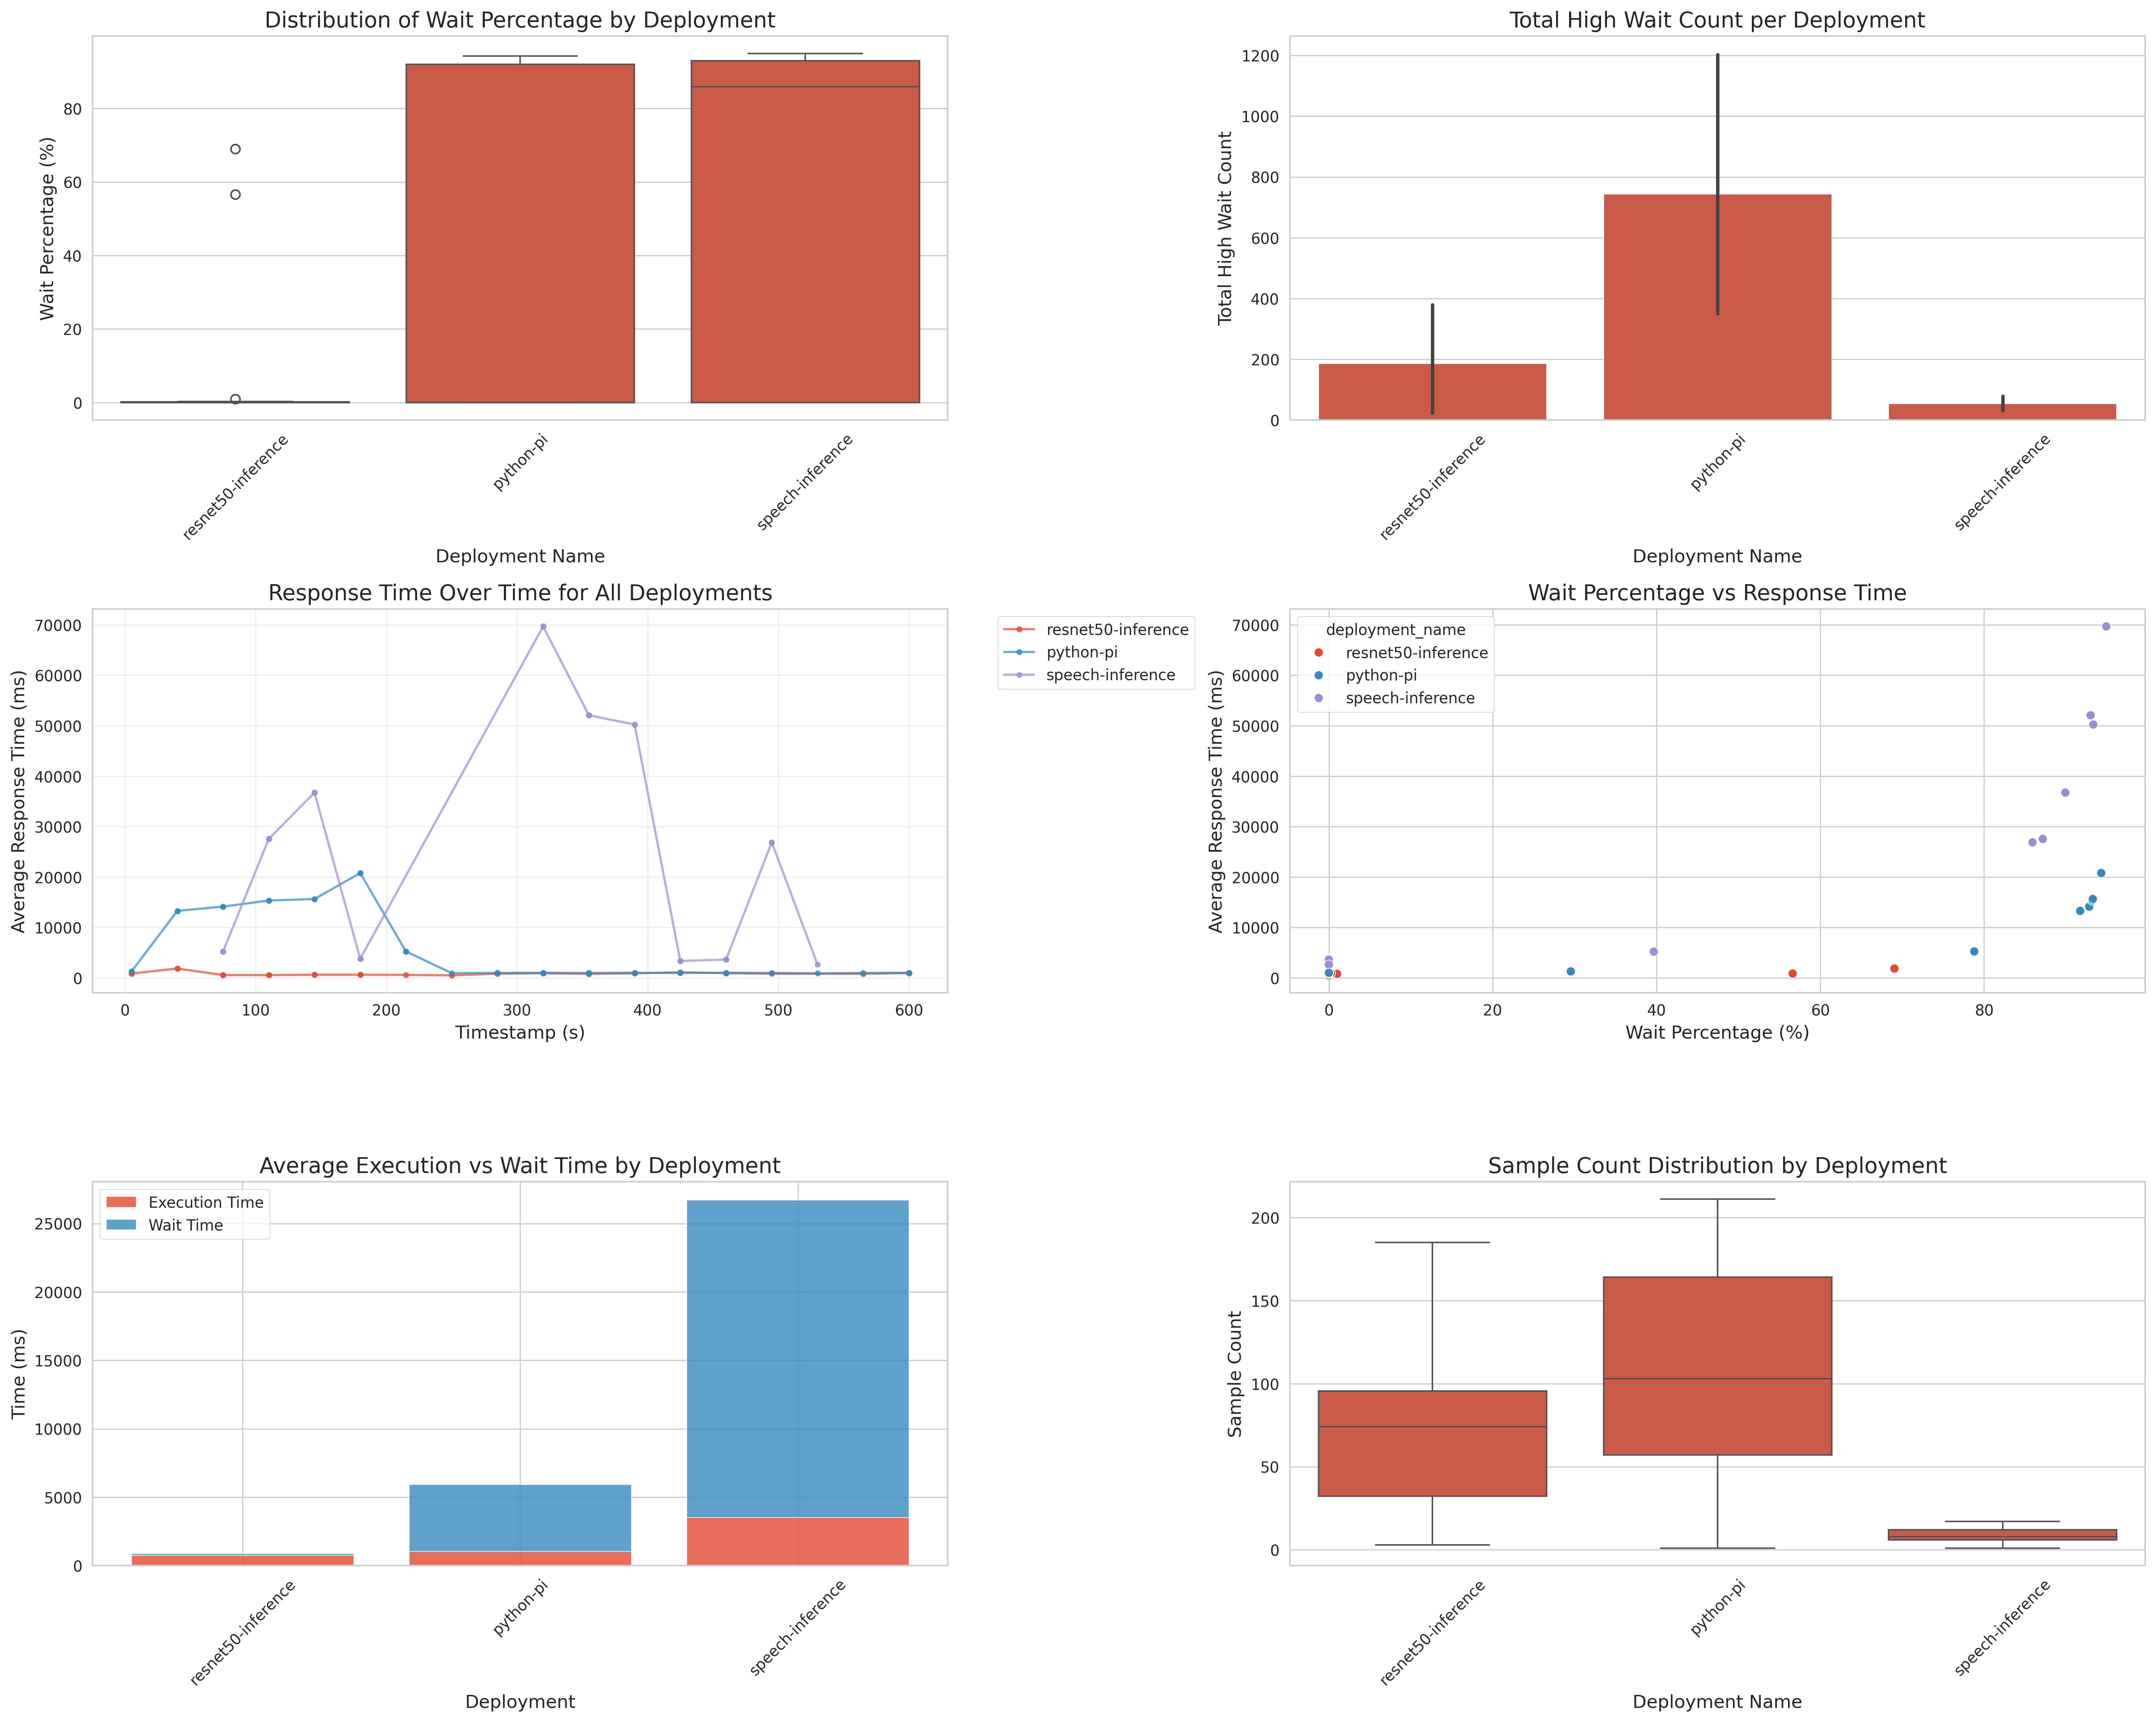 Distribution of Wait Percentage by Deployment
Wait Percentage (%)
80
60
40
20
0
resnet50-inference
python-pi
speech-inference
Deployment Name
Total High Wait Count per Deployment
Total High Wait Count
1200
1000
800
600
400
200
0
resnet50-inference
python-pi
speech-inference
Deployment Name
Response Time Over Time for All Deployments
Average Response Time (ms)
70000
60000
50000
40000
30000
20000
10000
0
0 100 200 300 400 500 600
Timestamp (s)
resnet50-inference
python-pi
speech-inference
Wait Percentage vs Response Time
Average Response Time (ms)
70000
60000
50000
40000
30000
20000
10000
0
deployment_name
resnet50-inference
python-pi
speech-inference
0 20 40 60 80
Wait Percentage (%)
Average Execution vs Wait Time by Deployment
Time (ms)
25000
20000
15000
10000
5000
0
Execution Time
Wait Time
resnet50-inference
python-pi
speech-inference
Deployment
Sample Count Distribution by Deployment
Sample Count
200
150
100
50
0
resnet50-inference
python-pi
speech-inference
Deployment Name